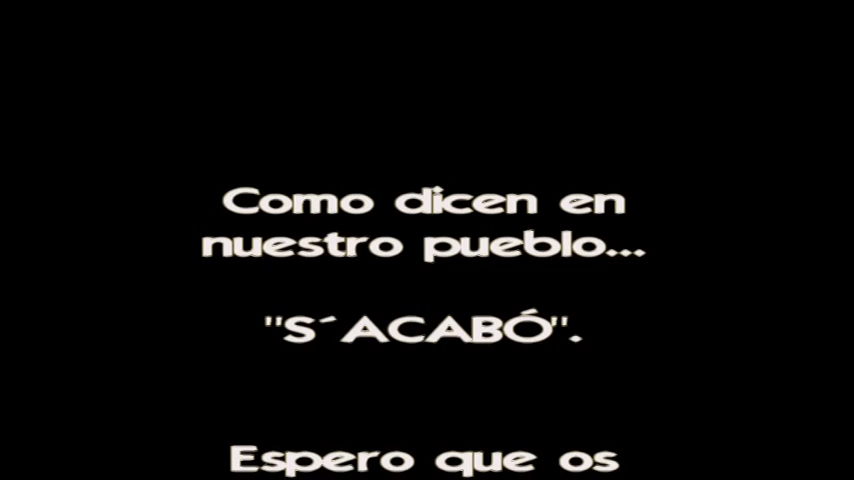 Como dicen en
nuestro pueblo...
"S´ACABÓ".
Espero que os